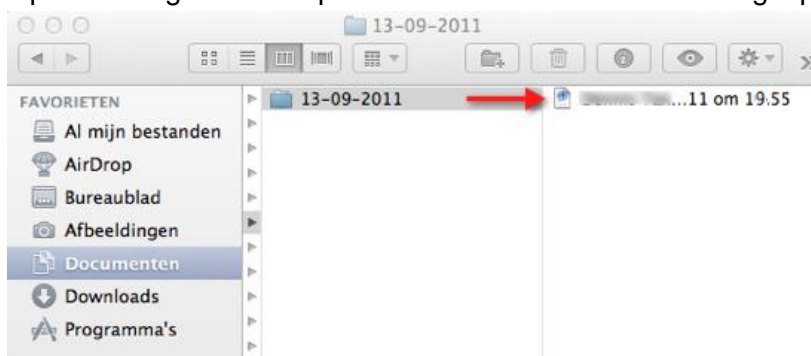 13-09-2011
FAVORIETEN
Al mijn bestanden
AirDrop
Bureaublad
Afbeeldingen
Documenten
Downloads
Programma's
13-09-2011
...11 om 19.55